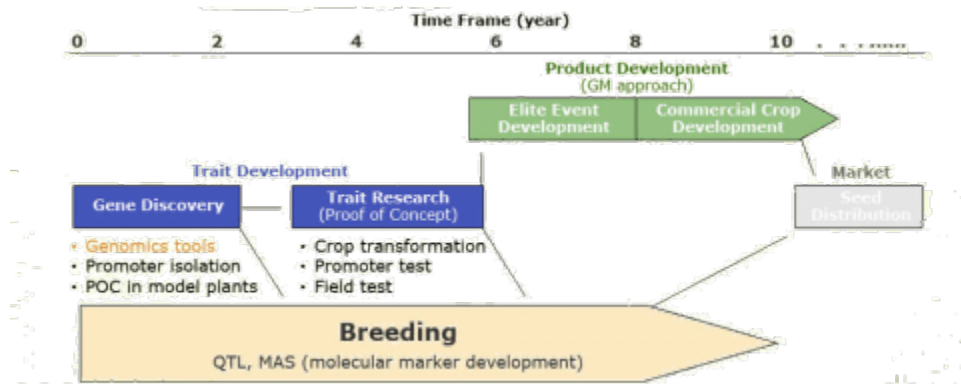 Time Frame (year)
0 2 4 6 8 10
Product Development
(GM approach)
Elite Event
Development
Commercial Crop
Development
Trait Development
Market
Gene Discovery
Trait Research
(Proof of Concept)
Seed
Distribution
• Genomics tools
• Promoter isolation
• POC in model plants
• Crop transformation
• Promoter test
• Field test
Breeding
QTL, MAS (molecular marker development)